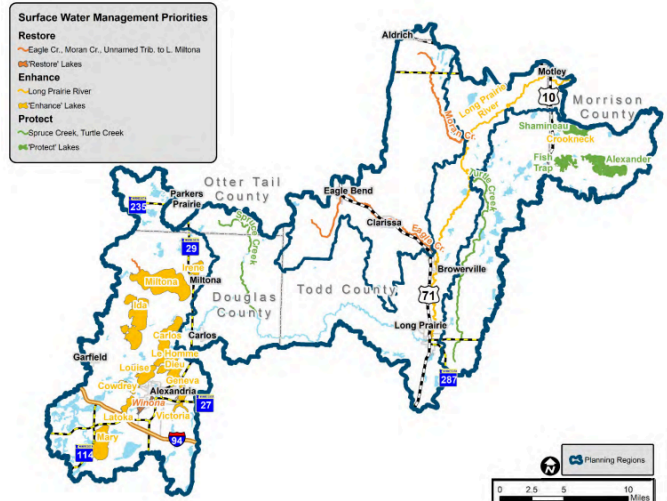 Surface Water Management Priorities
Restore
Eagle Cr., Moran Cr., Unnamed Trib. to L. Miltona
'Restore' Lakes
Enhance
Long Prairie River
'Enhance' Lakes
Protect
Spruce Creek, Turtle Creek
'Protect' Lakes
Aldrich
Motley
10
Morrison
County
Long Prairie
River
Moran Cr.
Shamineau
Crookneck
Fish
Trap
Alexander
Turtle Creek
Otter Tail
County
Parkers
Prairie
235
Eagle Bend
Clarissa
Eagle Cr.
Spruce Creek
29
Irene
Miltona
Miltona
Browerville
71
Todd County
Douglas
County
Ida
Long Prairie
Carlos
Carlos
Garfield
Le Homme
Dieu
Louise
Geneva
Cowdrey
Alexandria
287
Winona
27
Latoka
Victoria
Mary
94
114
Planning Regions
0 2.5 5 10
Miles